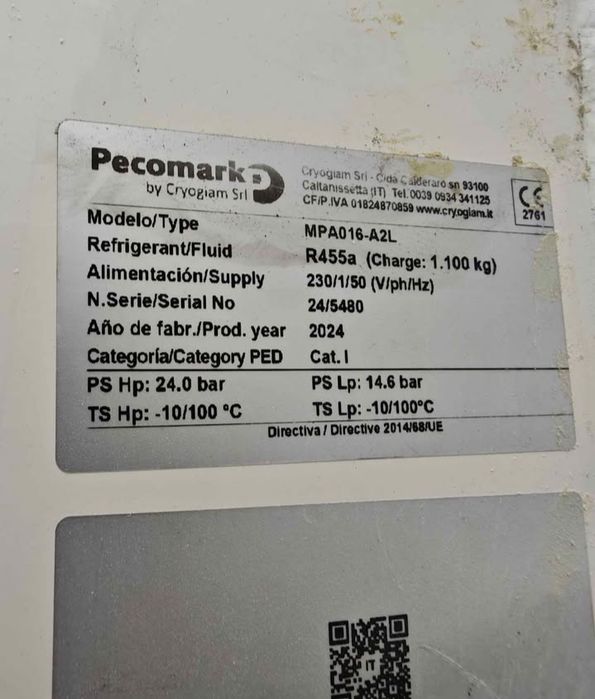 Pecomark
by Cryogiam Srl
Cryogiam Srl - C/da Calderaro sn 93100
Caltanissetta (IT) Tel. 0039 0934 341125
CF/P.IVA 01824870859 www.cryogiam.it
CE
2761
Modelo/Type MPA016-A2L
Refrigerant/Fluid R455a (Charge: 1.100 kg)
Alimentación/Supply 230/1/50 (V/ph/Hz)
N.Serie/Serial No 24/5480
Año de fabr./Prod. year 2024
Categoría/Category PED Cat. I
PS Hp: 24.0 bar PS Lp: 14.6 bar
TS Hp: -10/100 °C TS Lp: -10/100°C
Directiva / Directive 2014/68/UE
IT